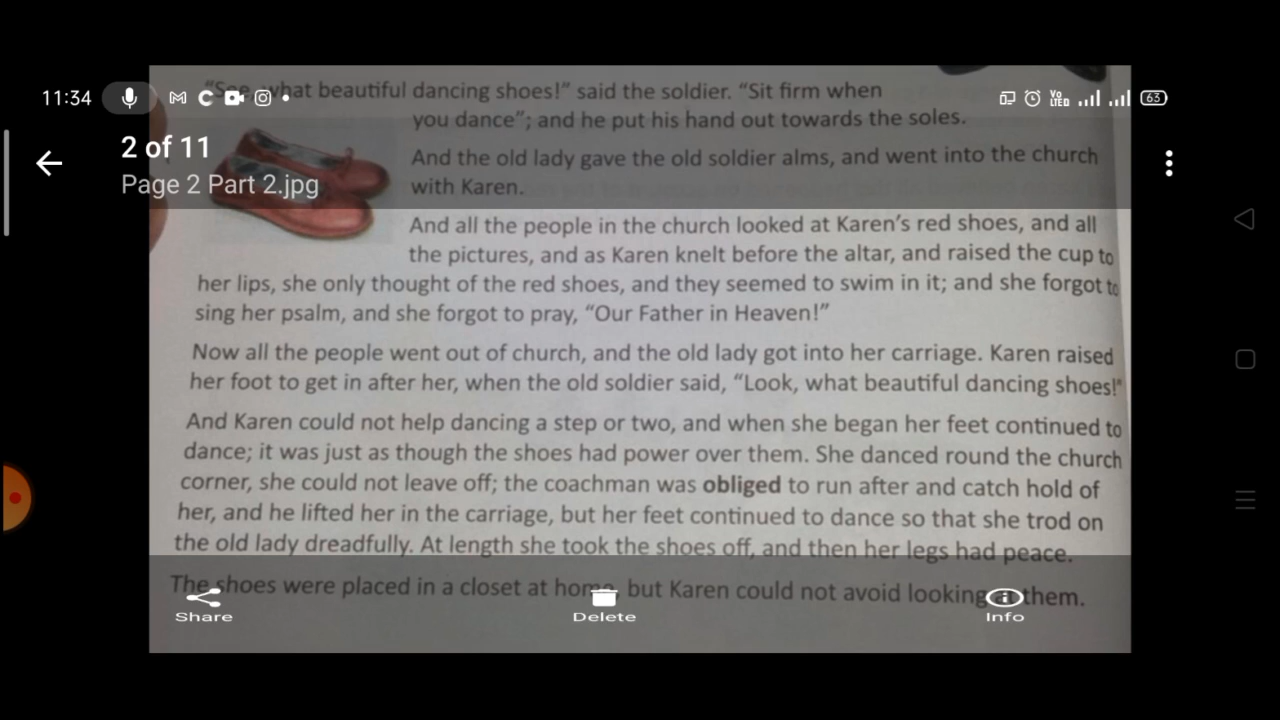 11:34
63
2 of 11
Page 2 Part 2.jpg
what beautiful dancing shoes!” said the soldier. “Sit firm when
you dance”; and he put his hand out towards the soles.
And the old lady gave the old soldier alms, and went into the church
with Karen.
And all the people in the church looked at Karen’s red shoes, and all
the pictures, and as Karen knelt before the altar, and raised the cup to
her lips, she only thought of the red shoes, and they seemed to swim in it; and she forgot to
sing her psalm, and she forgot to pray, “Our Father in Heaven!”
Now all the people went out of church, and the old lady got into her carriage. Karen raised
her foot to get in after her, when the old soldier said, “Look, what beautiful dancing shoes!”
And Karen could not help dancing a step or two, and when she began her feet continued to
dance; it was just as though the shoes had power over them. She danced round the church
corner, she could not leave off; the coachman was obliged to run after and catch hold of
her, and he lifted her in the carriage, but her feet continued to dance so that she trod on
the old lady dreadfully. At length she took the shoes off, and then her legs had peace.
The shoes were placed in a closet at home, but Karen could not avoid looking at them.
Share
Delete
Info